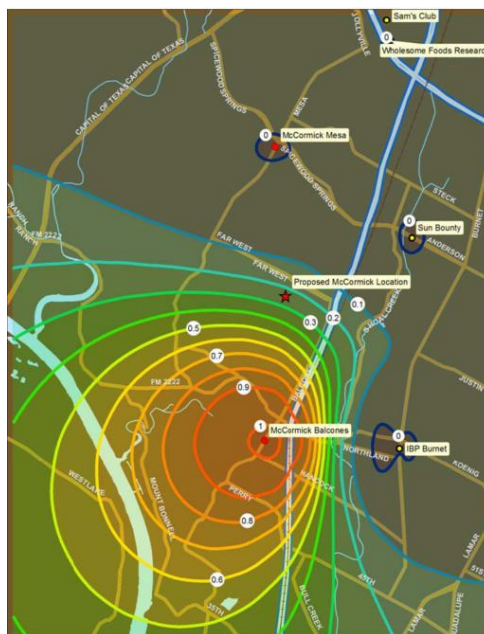 Sam's Club
0
JOLLYVILLE
Wholesome Foods Resear
CAPITAL OF TEXAS
CAPITAL OF TEXAS
SPICEWOOD SPRINGS
MESA
0
McCormick Mesa
SPICEWOOD SPRINGS
STECK
BURNET
RANCH
RANCH
FM 2222
0
Sun Bounty
ANDERSON
FAR WEST
FAR WEST
Proposed McCormick Location
0.1
0.2
0.3
SHOAL CREEK
0.5
0.7
FM 2222
0.9
JUSTIN
1
McCormick Balcones
0
IBP Burnet
NORTHLAND
KOENIG
HANCOCK
WESTLAKE
MOUNT BONNELL
PERRY
0.8
LAMAR
51ST
0.6
45TH
35TH
BULL CREEK
LAMAR
GUADALUPE